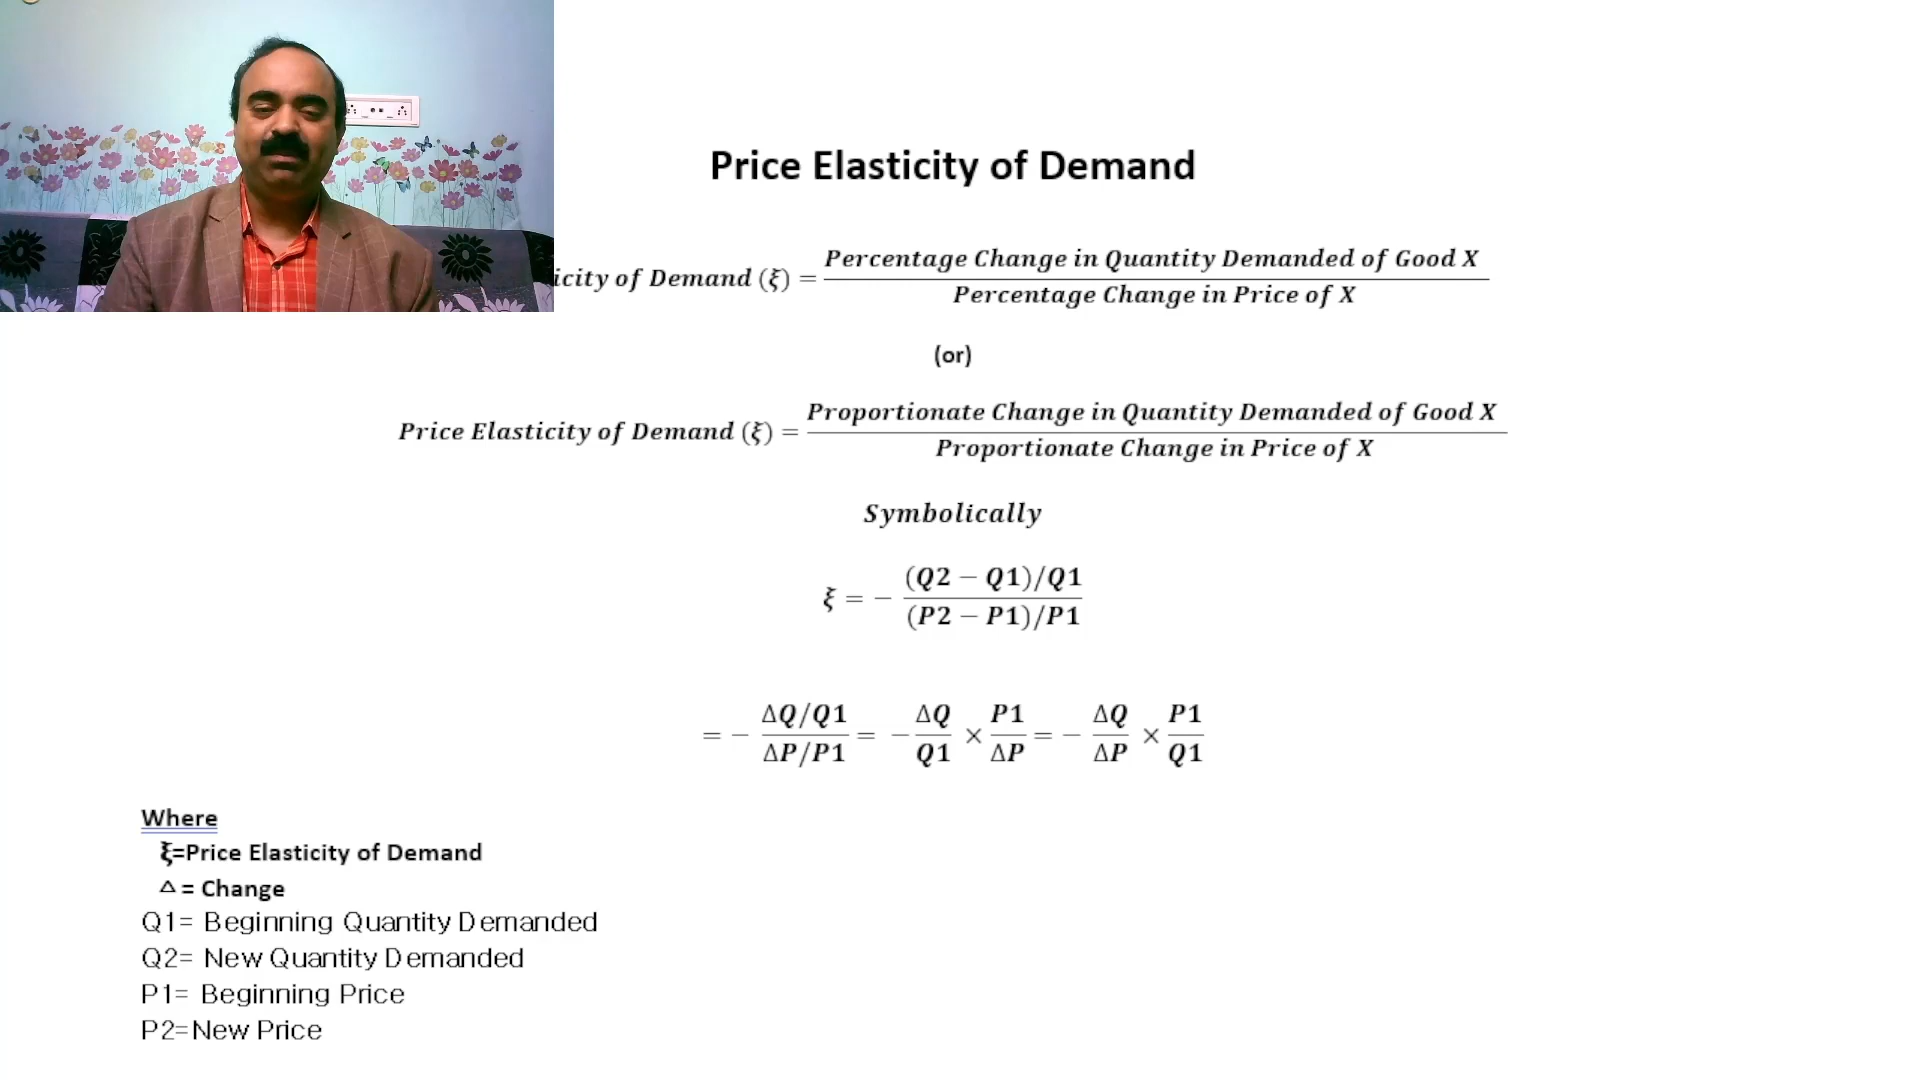 Price Elasticity of Demand
icity of Demand (ξ) = Percentage Change in Quantity Demanded of Good X / Percentage Change in Price of X
(or)
Price Elasticity of Demand (ξ) = Proportionate Change in Quantity Demanded of Good X / Proportionate Change in Price of X
Symbolically
ξ = − (Q2 − Q1)/Q1 / (P2 − P1)/P1
= − ΔQ/Q1 / ΔP/P1 = − ΔQ / Q1 × P1 / ΔP = − ΔQ / ΔP × P1 / Q1
Where
ξ=Price Elasticity of Demand
Δ = Change
Q1= Beginning Quantity Demanded
Q2= New Quantity Demanded
P1= Beginning Price
P2=New Price